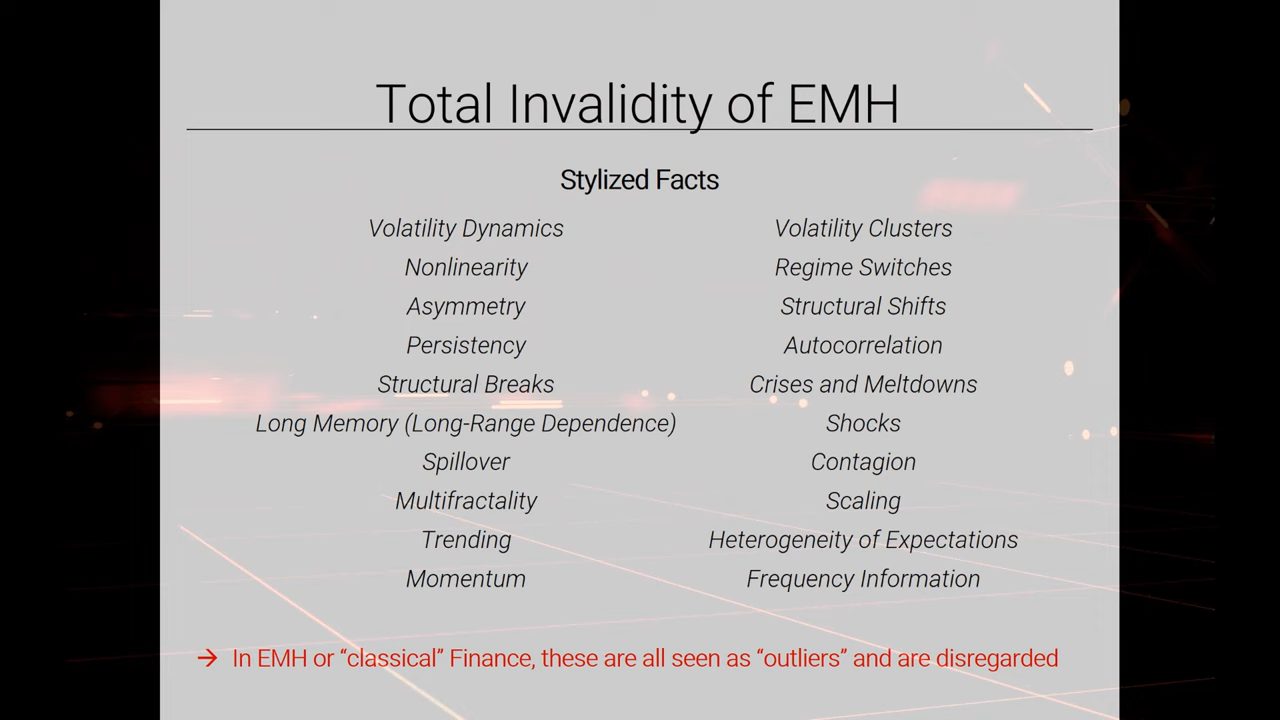 Total Invalidity of EMH
Stylized Facts
Volatility Dynamics
Nonlinearity
Asymmetry
Persistency
Structural Breaks
Long Memory (Long-Range Dependence)
Spillover
Multifractality
Trending
Momentum
Volatility Clusters
Regime Switches
Structural Shifts
Autocorrelation
Crises and Meltdowns
Shocks
Contagion
Scaling
Heterogeneity of Expectations
Frequency Information
→ In EMH or “classical” Finance, these are all seen as “outliers” and are disregarded